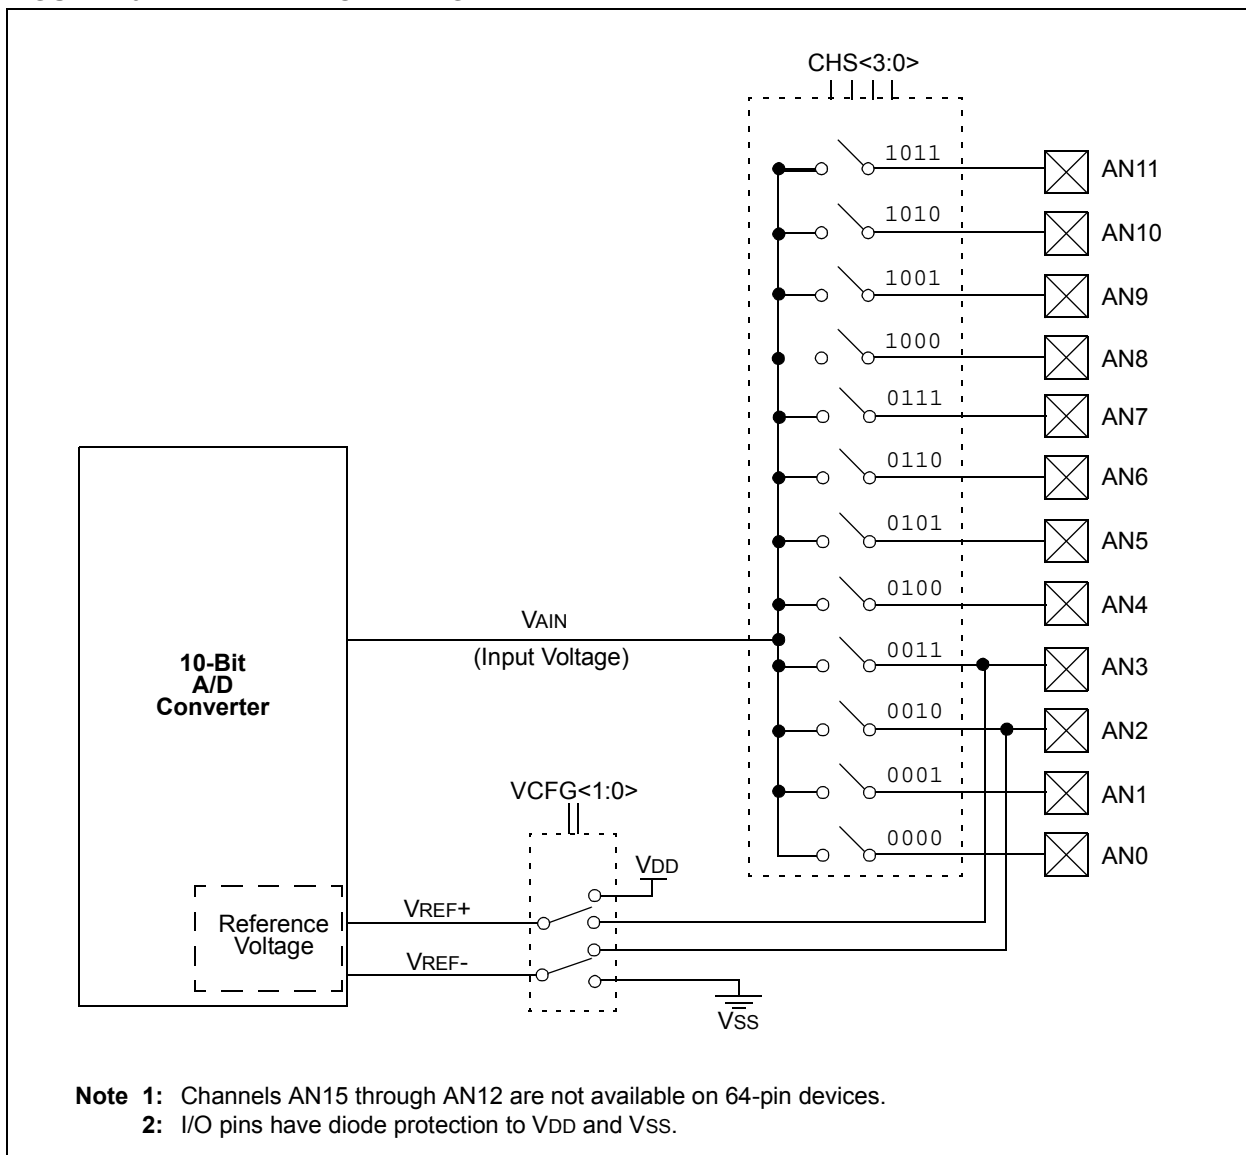 CHS<3:0>
1011
AN11
1010
AN10
1001
AN9
1000
AN8
0111
AN7
0110
AN6
0101
AN5
0100
AN4
VAIN
(Input Voltage)
0011
AN3
10-Bit
A/D
Converter
0010
AN2
0001
AN1
VCFG<1:0>
0000
AN0
VDD
Reference
Voltage
VREF+
VREF-
VSS
Note 1: Channels AN15 through AN12 are not available on 64-pin devices.
2: I/O pins have diode protection to VDD and VSS.